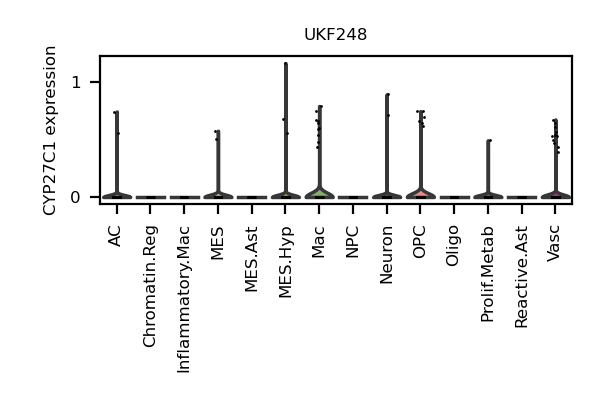 UKF248
CYP27C1 expression
1
0
AC
Chromatin.Reg
Inflammatory.Mac
MES
MES.Ast
MES.Hyp
Mac
NPC
Neuron
OPC
Oligo
Prolif.Metab
Reactive.Ast
Vasc